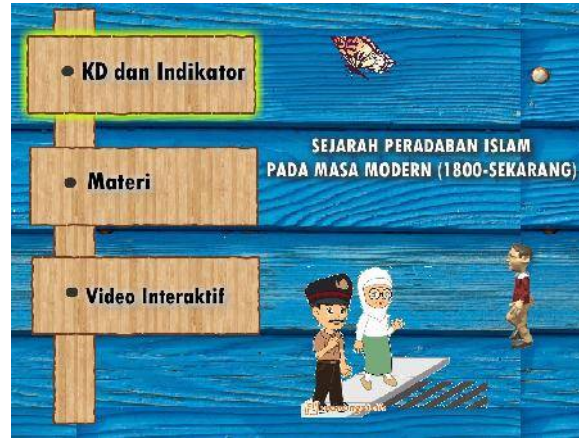 KD dan Indikator
SEJARAH PERADABAN ISLAM
PADA MASA MODERN (1800-SEKARANG)
Materi
Video Interaktif